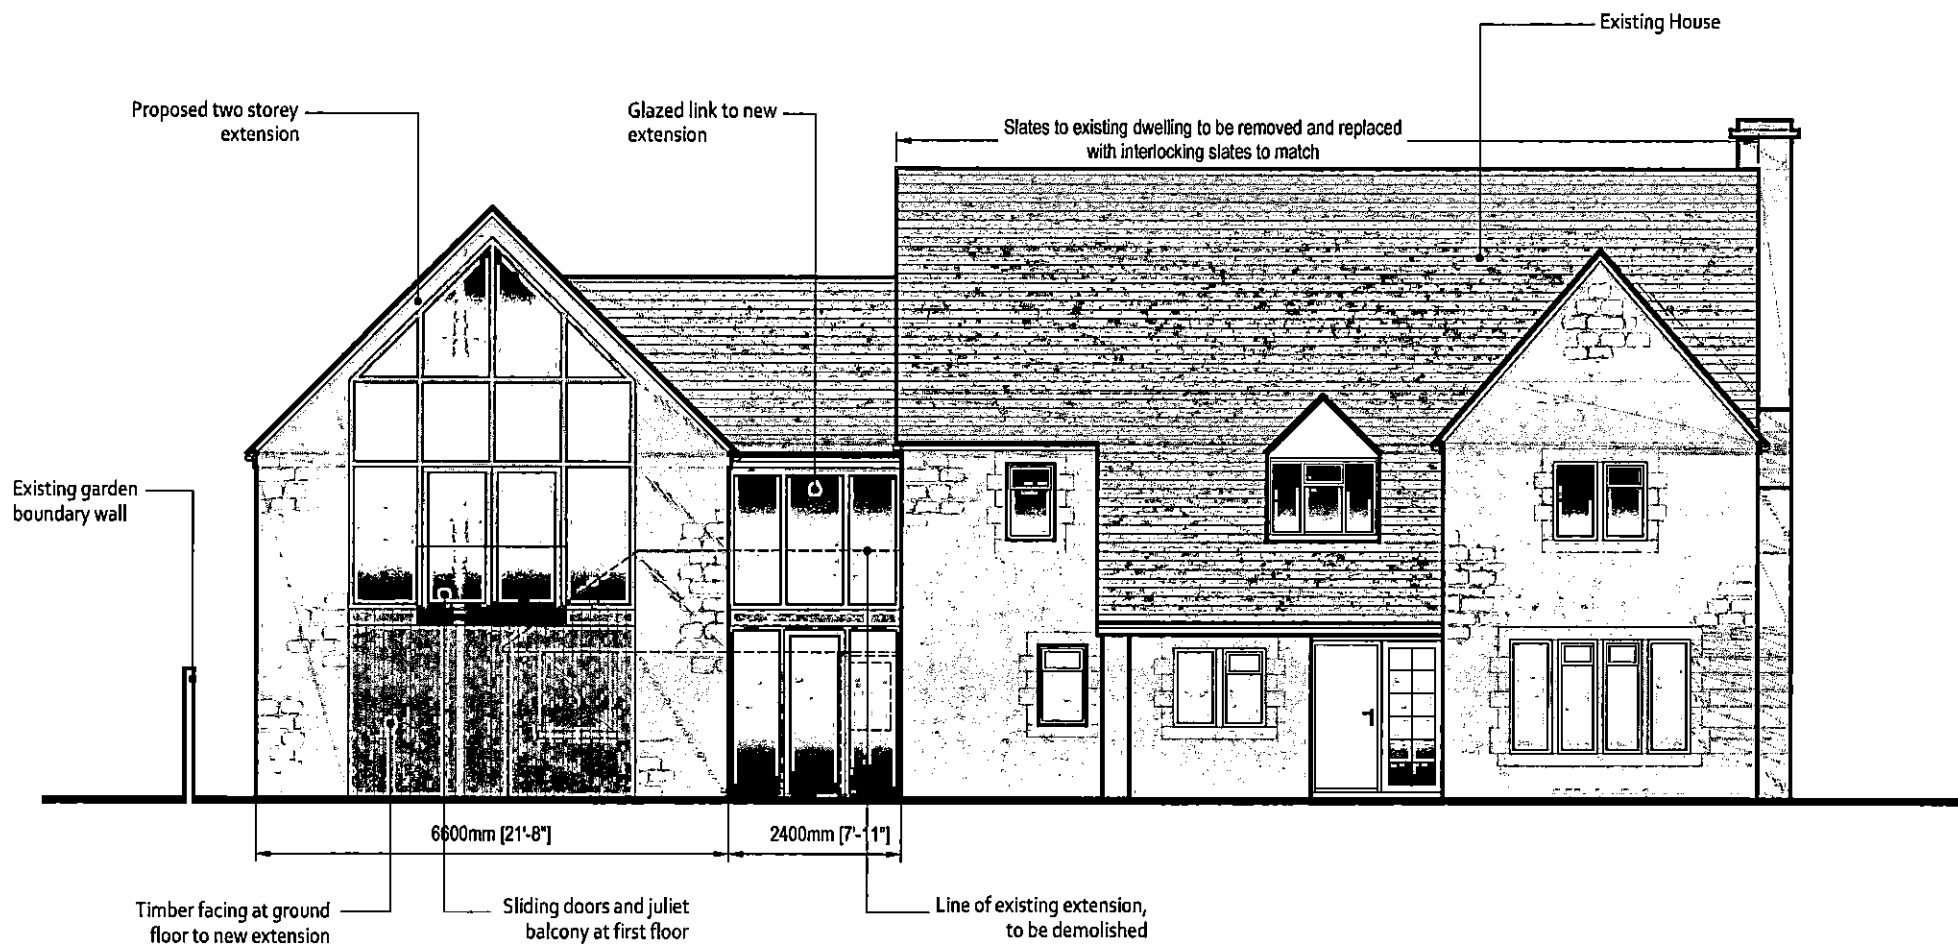 Existing House
Proposed two storey
extension
Glazed link to new
extension
Slates to existing dwelling to be removed and replaced
with interlocking slates to match
Existing garden
boundary wall
6600mm [21'-8"]
2400mm [7'-11"]
Timber facing at ground
floor to new extension
Sliding doors and juliet
balcony at first floor
Line of existing extension,
to be demolished